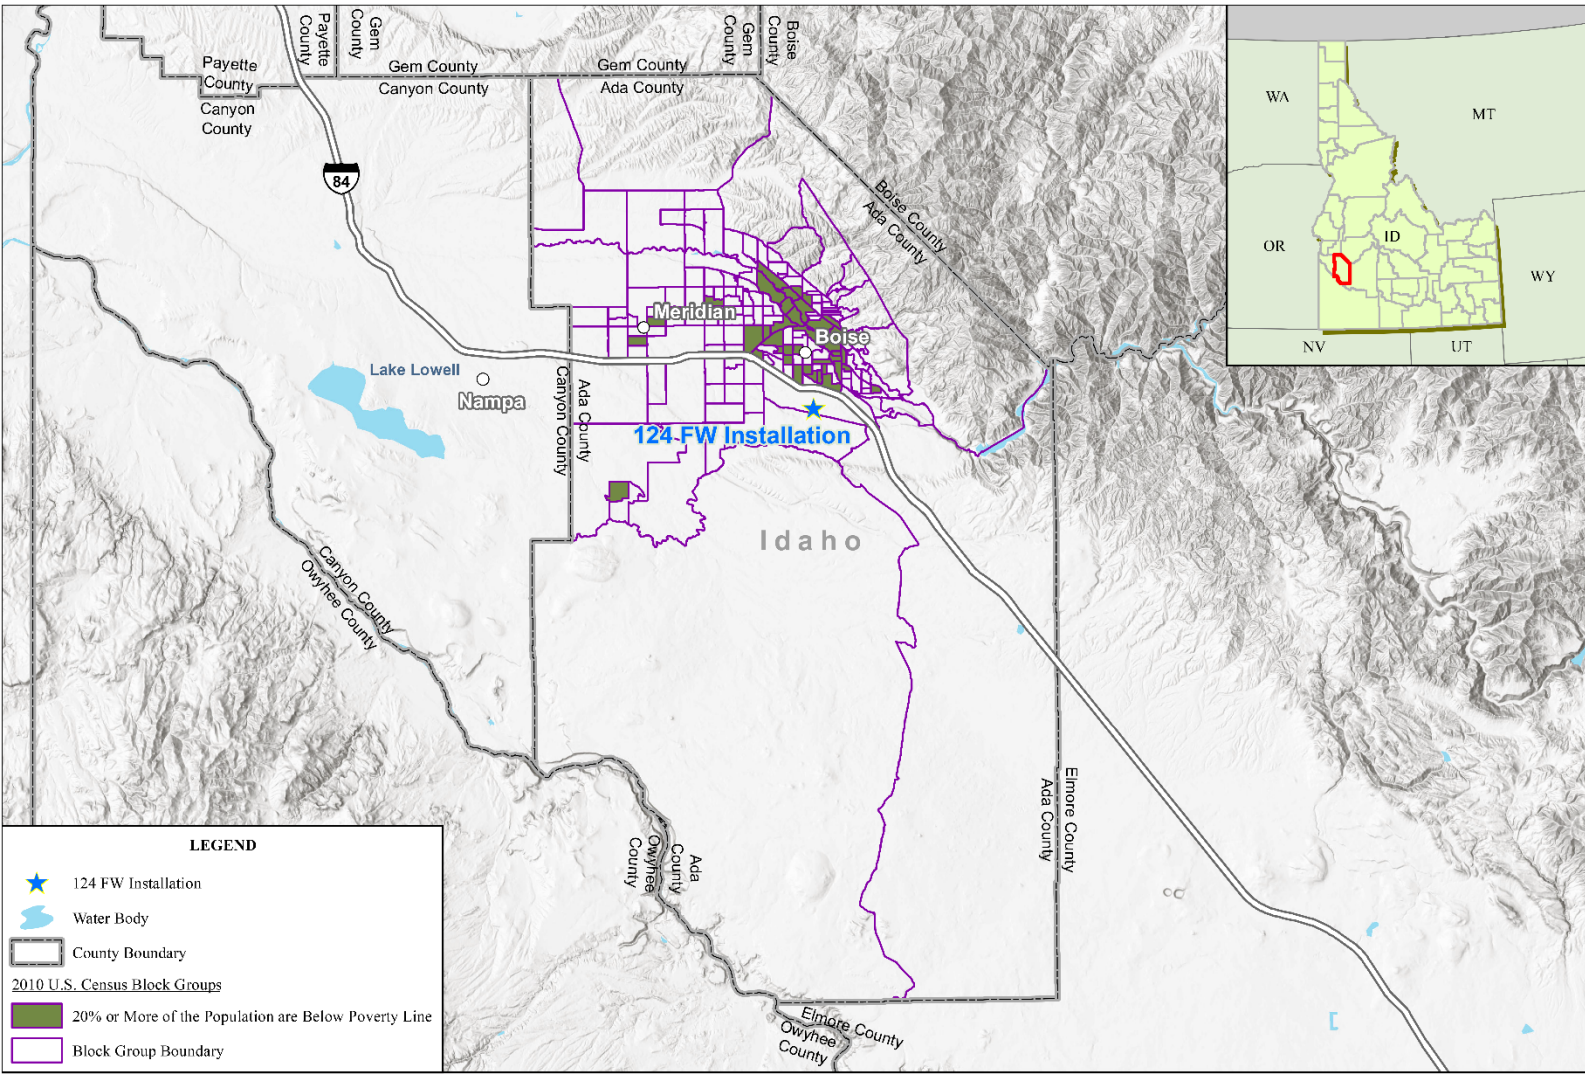 Payette
County
Gem
County
Gem
County
Boise
County
Payette
County
Canyon
County
Gem County
Canyon County
Gem County
Ada County
84
Boise County
Ada County
Meridian
Boise
Lake Lowell
Nampa
Canyon County
Ada County
124 FW Installation
Idaho
Canyon County
Owyhee County
Elmore County
Ada County
Ada
County
Owyhee
County
Elmore County
Owyhee
County
WA
MT
OR
ID
WY
NV
UT
LEGEND
124 FW Installation
Water Body
County Boundary
2010 U.S. Census Block Groups
20% or More of the Population are Below Poverty Line
Block Group Boundary